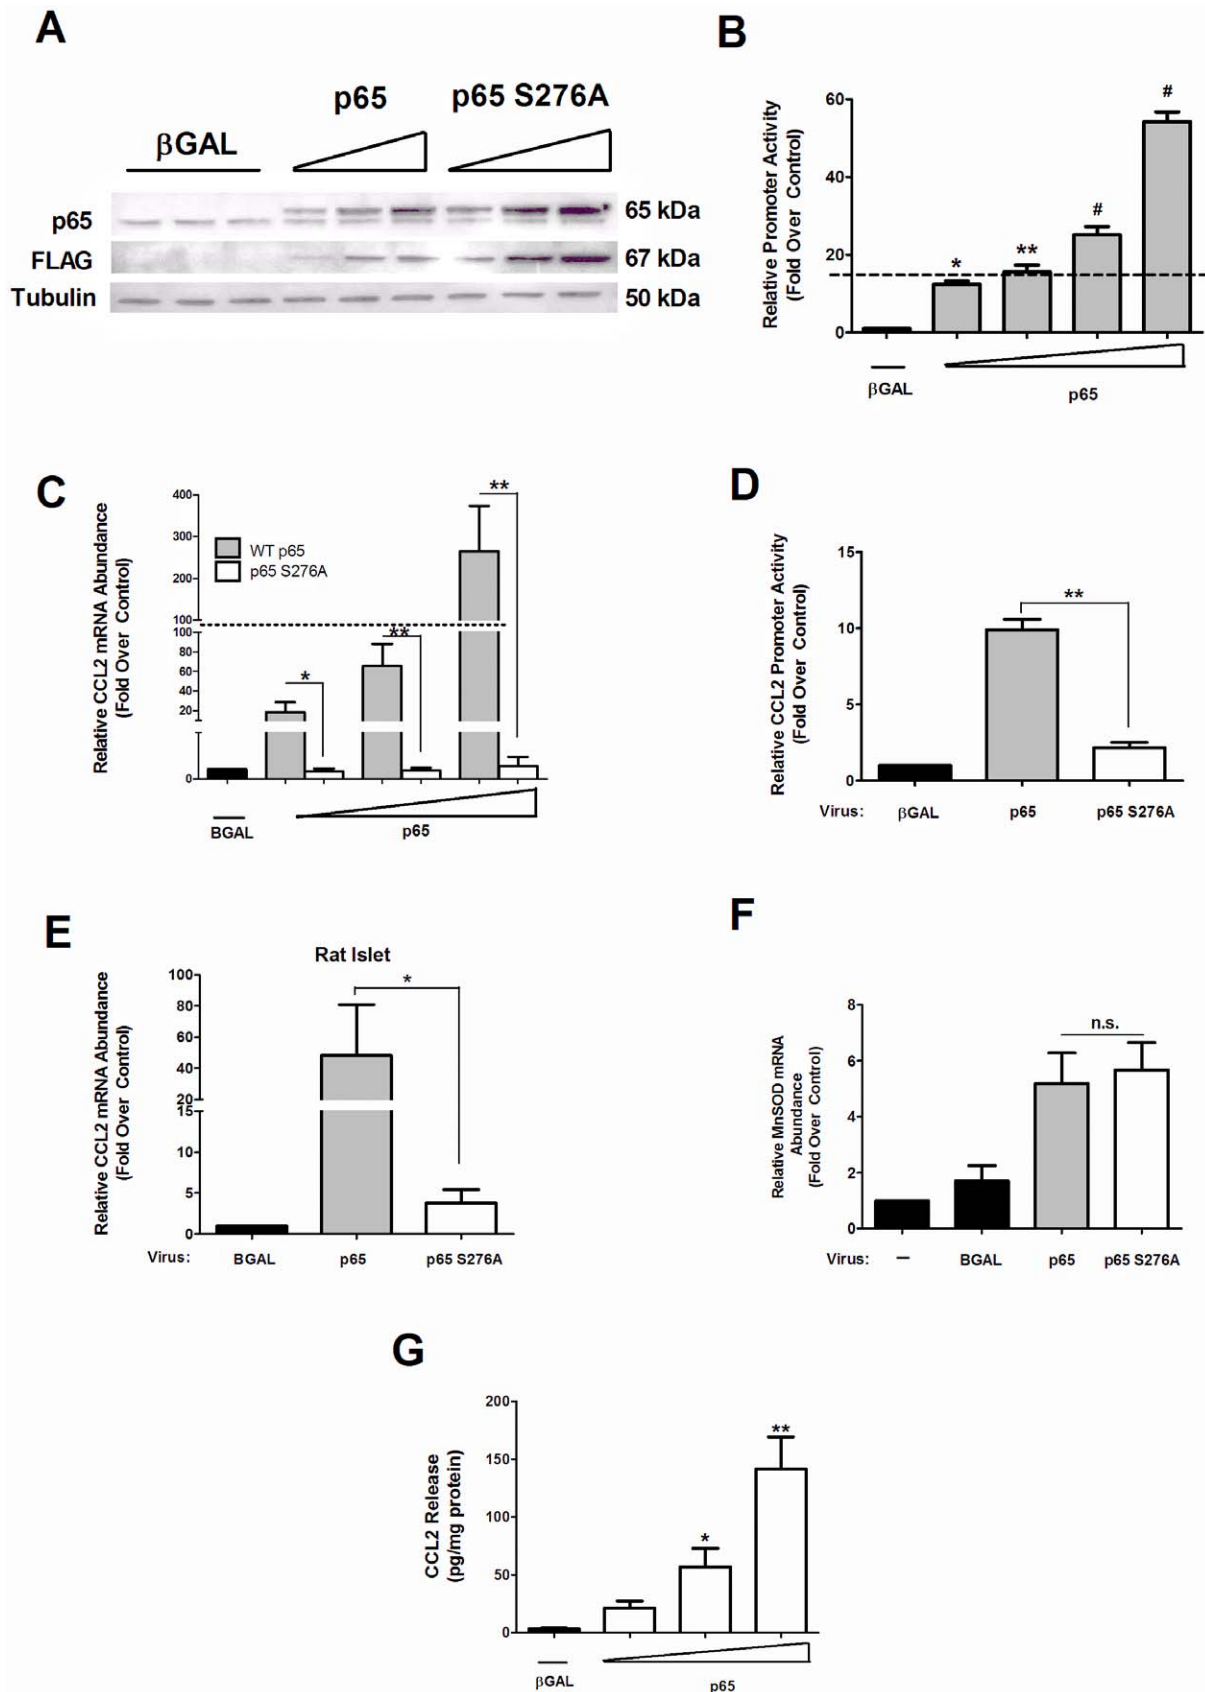 A
p65
p65 S276A
βGAL
p65
65 kDa
FLAG
67 kDa
Tubulin
50 kDa
B
Relative Promoter Activity
(Fold Over Control)
60
40
20
0
*
**
#
#
βGAL
p65
C
Relative CCL2 mRNA Abundance
(Fold Over Control)
400
300
200
100
100
80
60
40
20
0
WT p65
p65 S276A
*
**
**
BGAL
p65
D
Relative CCL2 Promoter Activity
(Fold Over Control)
15
10
5
0
**
Virus:
βGAL
p65
p65 S276A
E
Rat Islet
Relative CCL2 mRNA Abundance
(Fold Over Control)
100
80
60
40
20
15
10
5
0
*
Virus:
BGAL
p65
p65 S276A
F
Relative MnSOD mRNA
Abundance
(Fold Over Control)
8
6
4
2
0
n.s.
Virus:
–
BGAL
p65
p65 S276A
G
CCL2 Release
(pg/mg protein)
200
150
100
50
0
*
**
βGAL
p65